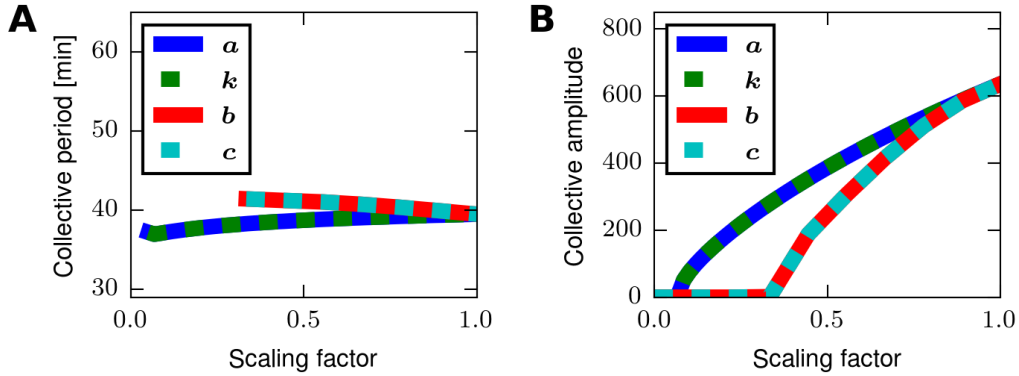 A
Collective period [min]
60
50
40
30
0.0
0.5
1.0
Scaling factor
a
k
b
c
B
Collective amplitude
800
600
400
200
0
0.0
0.5
1.0
Scaling factor
a
k
b
c